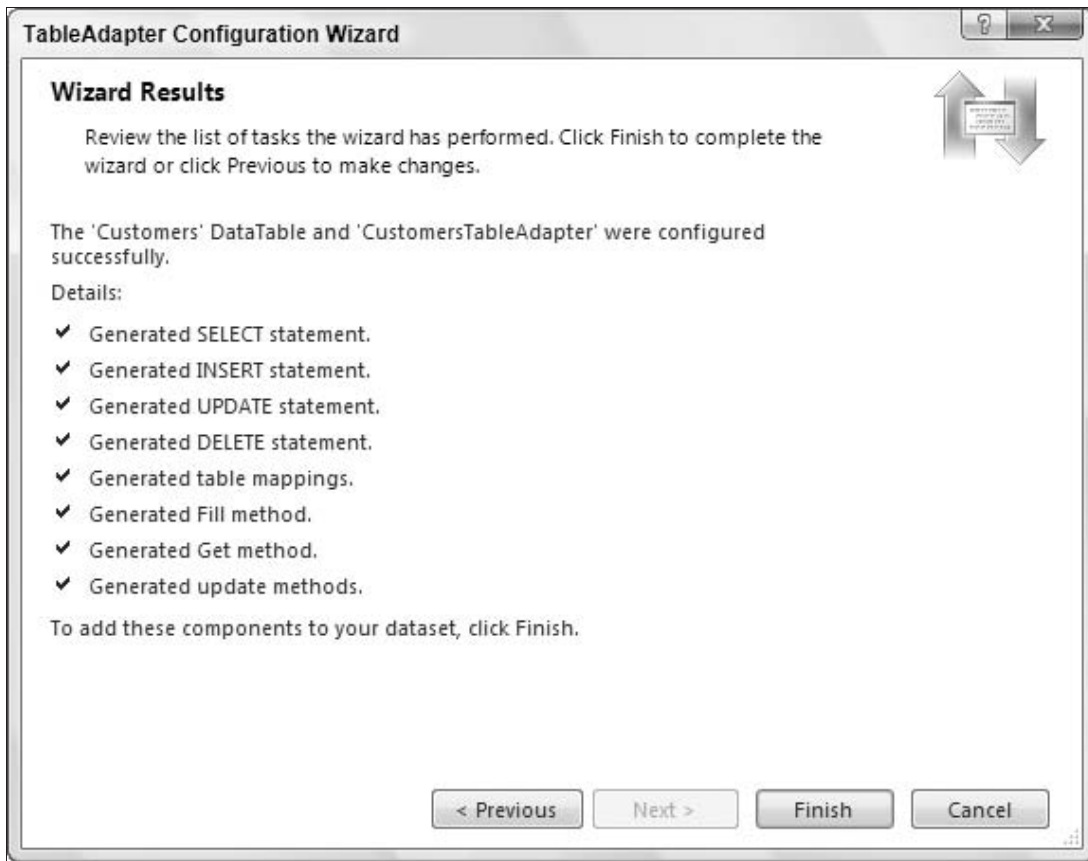 TableAdapter Configuration Wizard
?
Wizard Results
Review the list of tasks the wizard has performed. Click Finish to complete the
wizard or click Previous to make changes.
The 'Customers' DataTable and 'CustomersTableAdapter' were configured
successfully.
Details:
Generated SELECT statement.
Generated INSERT statement.
Generated UPDATE statement.
Generated DELETE statement.
Generated table mappings.
Generated Fill method.
Generated Get method.
Generated update methods.
To add these components to your dataset, click Finish.
< Previous Next > Finish Cancel